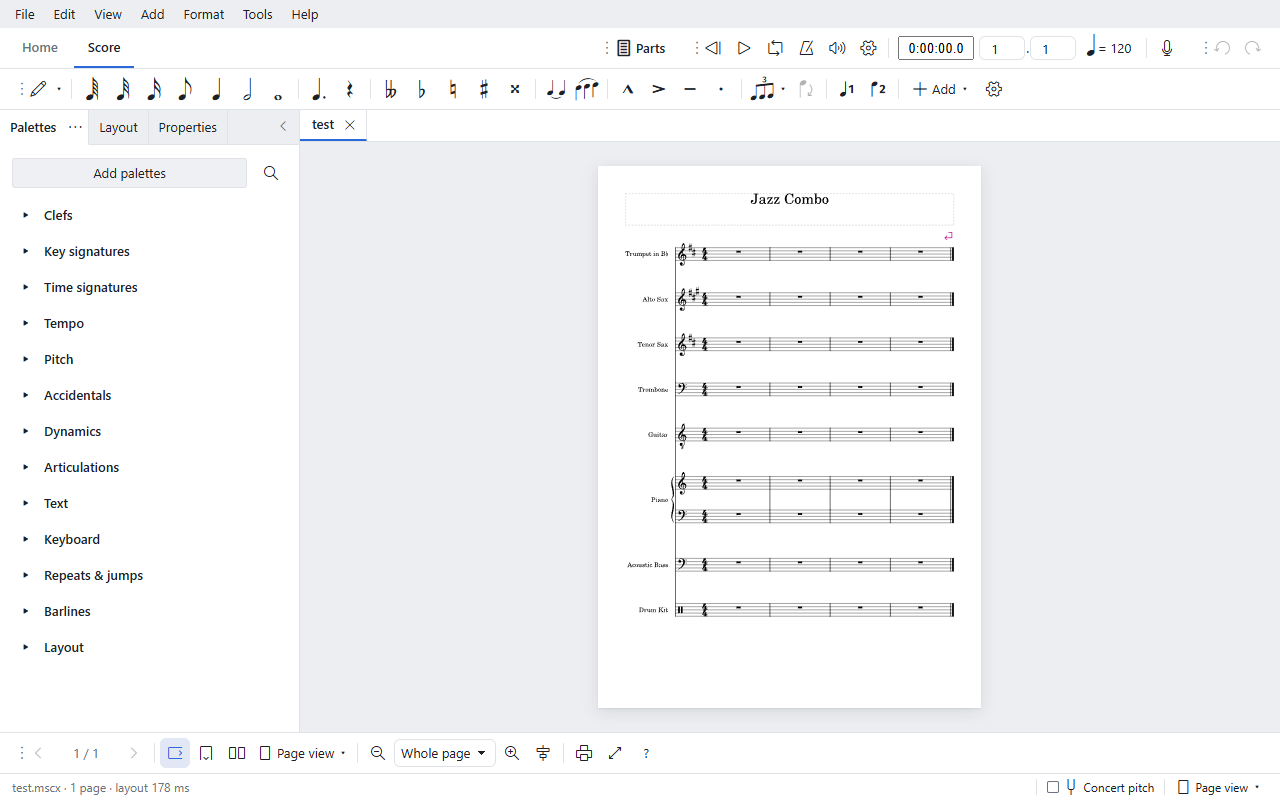 File Edit View Add Format Tools Help
Home Score Parts 0:00:00.0 1 . 1 = 120
3 1 2 Add
Palettes ··· Layout Properties test
Add palettes
Clefs
Key signatures
Time signatures
Tempo
Pitch
Accidentals
Dynamics
Articulations
Text
Keyboard
Repeats & jumps
Barlines
Layout
Jazz Combo
Trumpet in B♭
Alto Sax
Tenor Sax
Trombone
Guitar
Piano
Acoustic Bass
Drum Kit
1 / 1 Page view Whole page ?
test.mscx · 1 page · layout 178 ms Concert pitch Page view